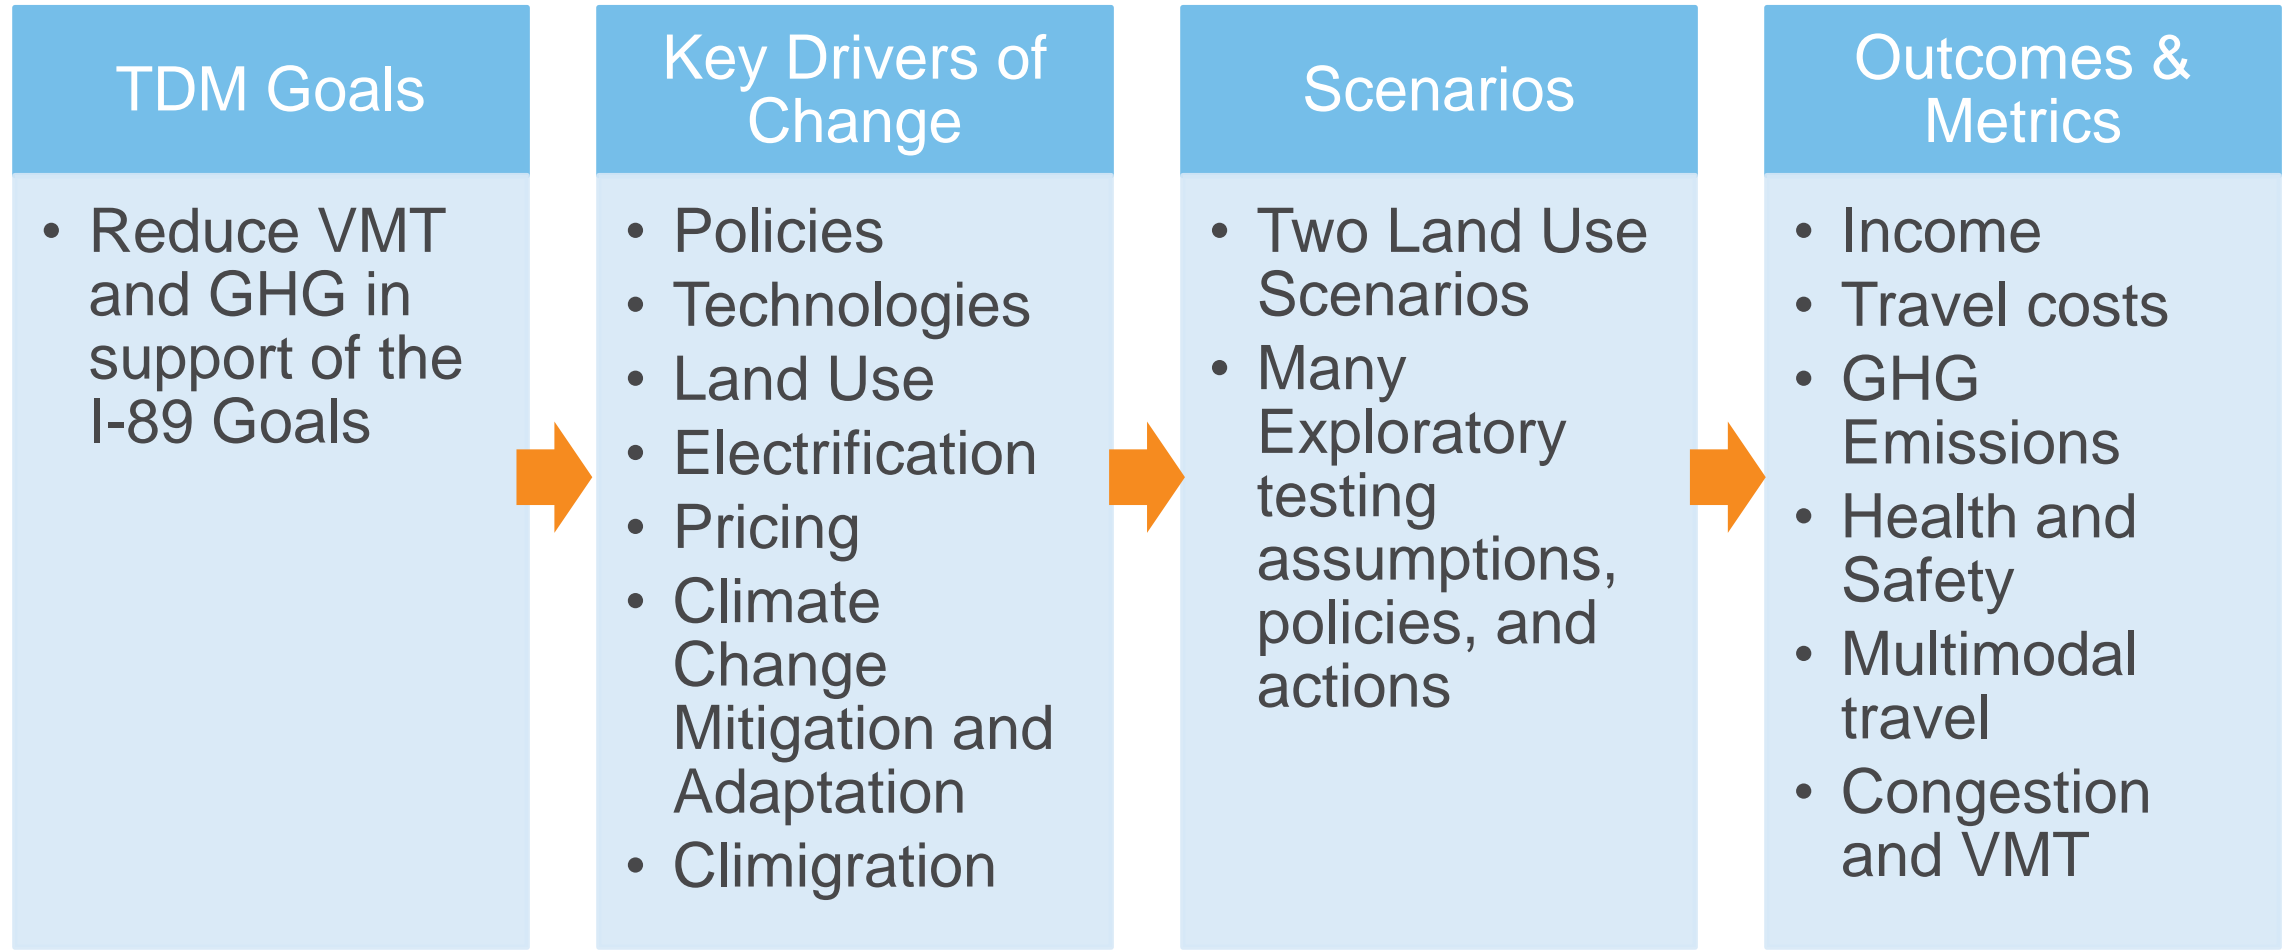 TDM Goals
• Reduce VMT
and GHG in
support of the
I-89 Goals
Key Drivers of
Change
• Policies
• Technologies
• Land Use
• Electrification
• Pricing
• Climate
Change
Mitigation and
Adaptation
• Climigration
Scenarios
• Two Land Use
Scenarios
• Many
Exploratory
testing
assumptions,
policies, and
actions
Outcomes &
Metrics
• Income
• Travel costs
• GHG
Emissions
• Health and
Safety
• Multimodal
travel
• Congestion
and VMT